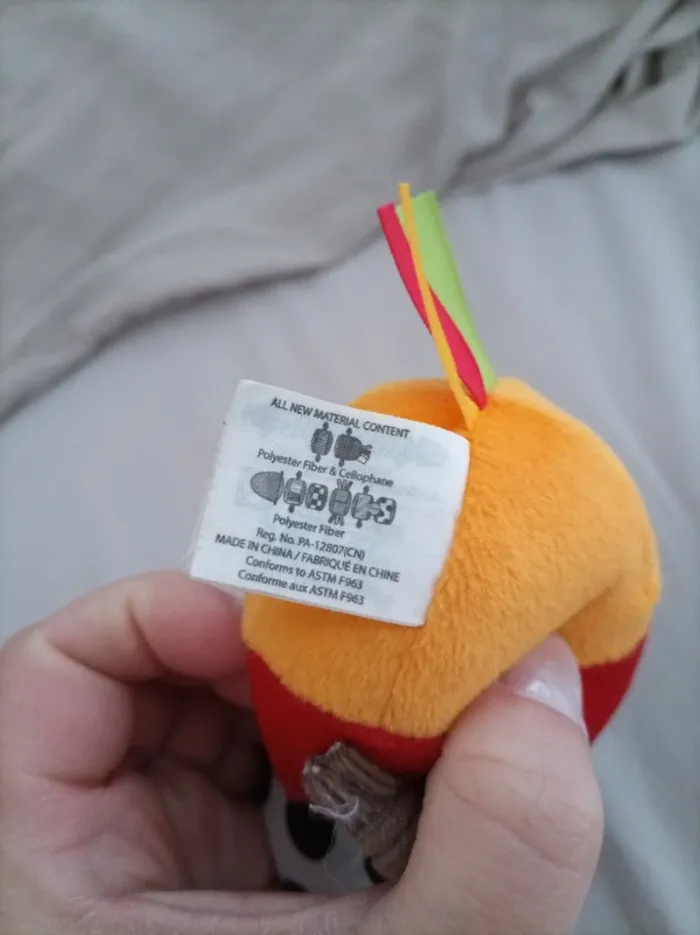 ALL NEW MATERIAL CONTENT
Polyester Fiber & Cellophane
Polyester Fiber
Reg. No. PA-12807(CN)
MADE IN CHINA / FABRIQUÉ EN CHINE
Conforms to ASTM F963
Conforme aux ASTM F963